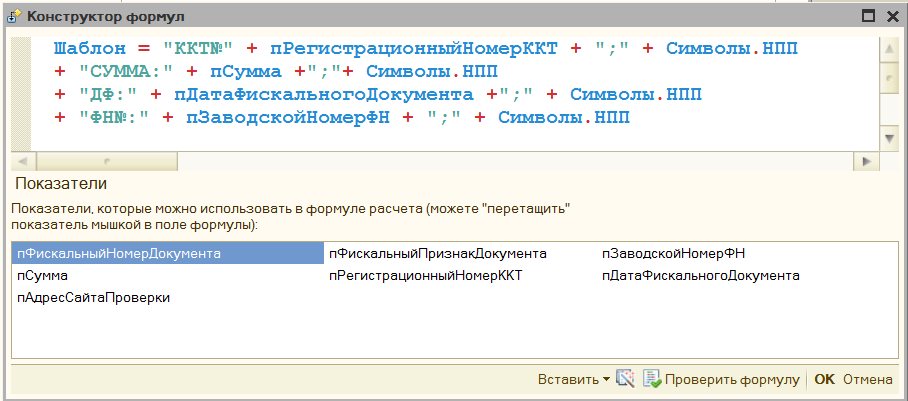 Конструктор формул
Шаблон = "ККТ№" + пРегистрационныйНомерККТ + ";" + Символы.НПП
+ "СУММА:" + пСумма +";"+ Символы.НПП
+ "ДФ:" + пДатаФискальногоДокумента +";" + Символы.НПП
+ "ФН№:" + пЗаводскойНомерФН + ";" + Символы.НПП
Показатели
Показатели, которые можно использовать в формуле расчета (можете "перетащить"
показатель мышкой в поле формулы):
пФискальныйНомерДокумента пФискальныйПризнакДокумента пЗаводскойНомерФН
пСумма пРегистрационныйНомерККТ пДатаФискальногоДокумента
пАдресСайтаПроверки
Вставить Проверить формулу OK Отмена